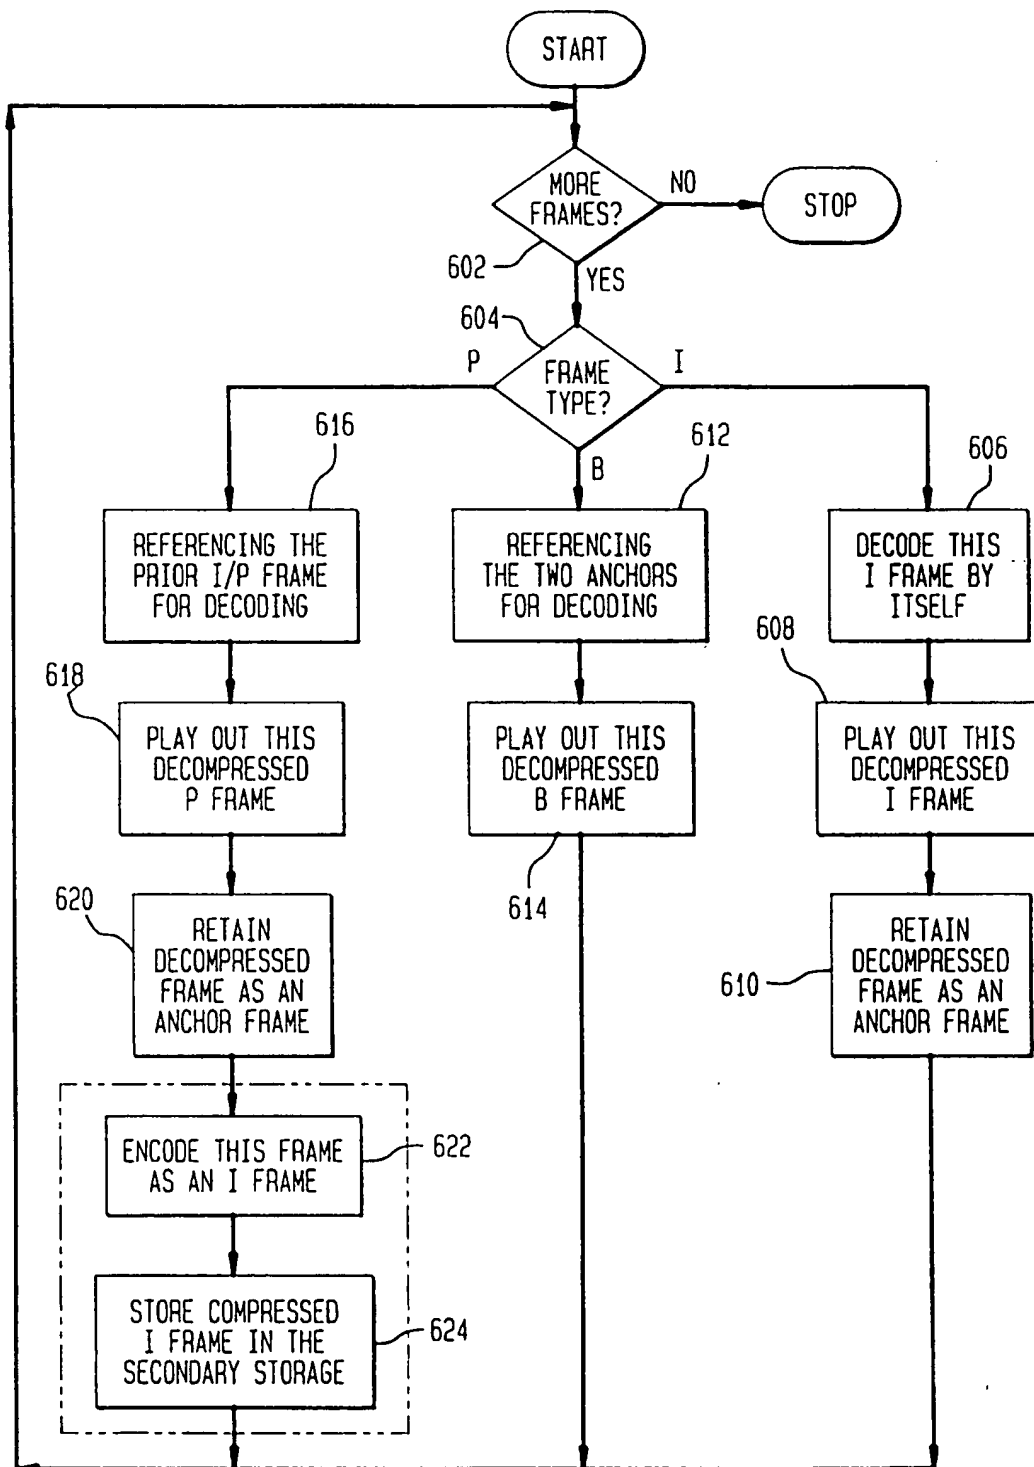 START
MORE
FRAMES?
NO
STOP
602
YES
604
P
FRAME
TYPE?
I
B
616
612
606
REFERENCING THE
PRIOR I/P FRAME
FOR DECODING
REFERENCING
THE TWO ANCHORS
FOR DECODING
DECODE THIS
I FRAME BY
ITSELF
618
608
PLAY OUT THIS
DECOMPRESSED
P FRAME
PLAY OUT THIS
DECOMPRESSED
B FRAME
PLAY OUT THIS
DECOMPRESSED
I FRAME
620
614
610
RETAIN
DECOMPRESSED
FRAME AS AN
ANCHOR FRAME
RETAIN
DECOMPRESSED
FRAME AS AN
ANCHOR FRAME
ENCODE THIS FRAME
AS AN I FRAME
622
STORE COMPRESSED
I FRAME IN THE
SECONDARY STORAGE
624